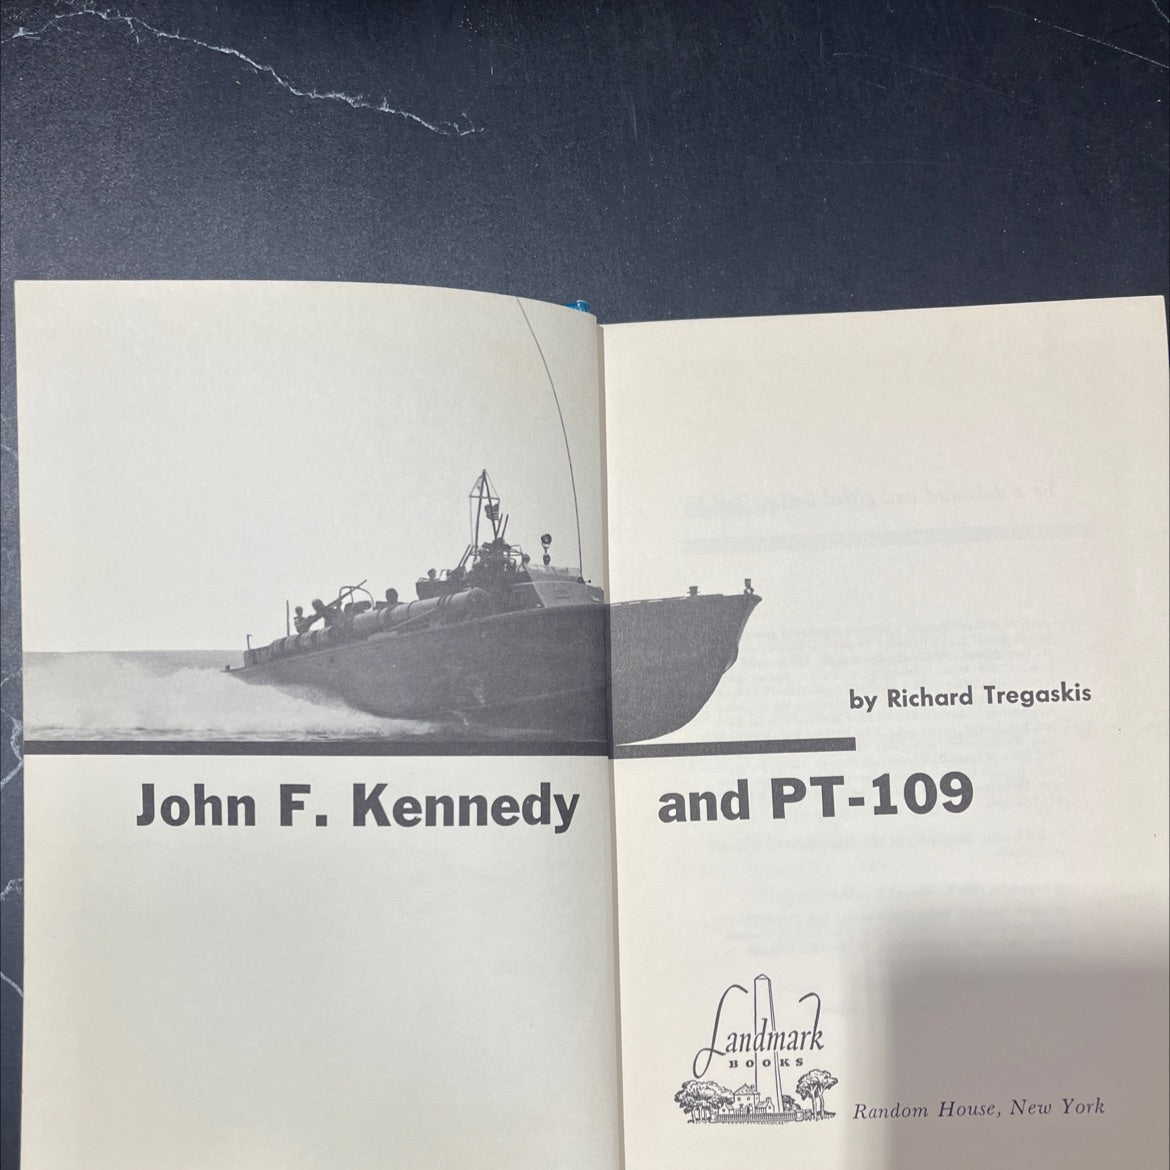 by Richard Tregaskis
John F. Kennedy and PT-109
Landmark
BOOKS
Random House, New York